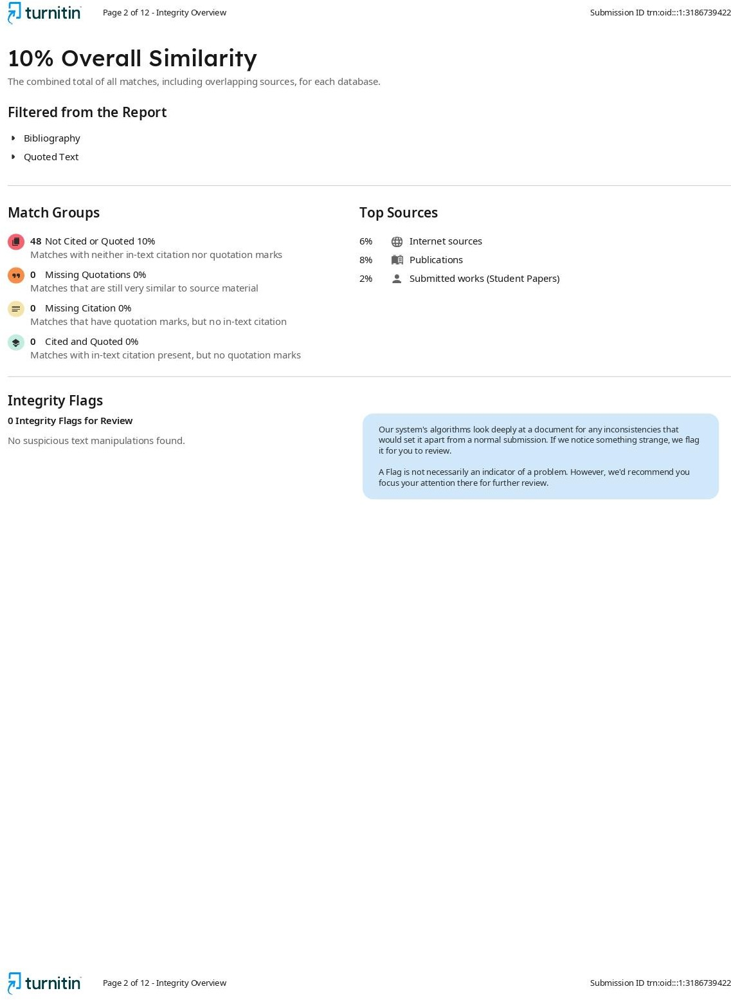 turnitin Page 2 of 12 - Integrity Overview Submission ID trn:oid:::1:3186739422
10% Overall Similarity
The combined total of all matches, including overlapping sources, for each database.
Filtered from the Report
Bibliography
Quoted Text
Match Groups
48 Not Cited or Quoted 10%
Matches with neither in-text citation nor quotation marks
0 Missing Quotations 0%
Matches that are still very similar to source material
0 Missing Citation 0%
Matches that have quotation marks, but no in-text citation
0 Cited and Quoted 0%
Matches with in-text citation present, but no quotation marks
Top Sources
6% Internet sources
8% Publications
2% Submitted works (Student Papers)
Integrity Flags
0 Integrity Flags for Review
No suspicious text manipulations found.
Our system's algorithms look deeply at a document for any inconsistencies that
would set it apart from a normal submission. If we notice something strange, we flag
it for you to review.
A Flag is not necessarily an indicator of a problem. However, we'd recommend you
focus your attention there for further review.
turnitin Page 2 of 12 - Integrity Overview Submission ID trn:oid:::1:3186739422